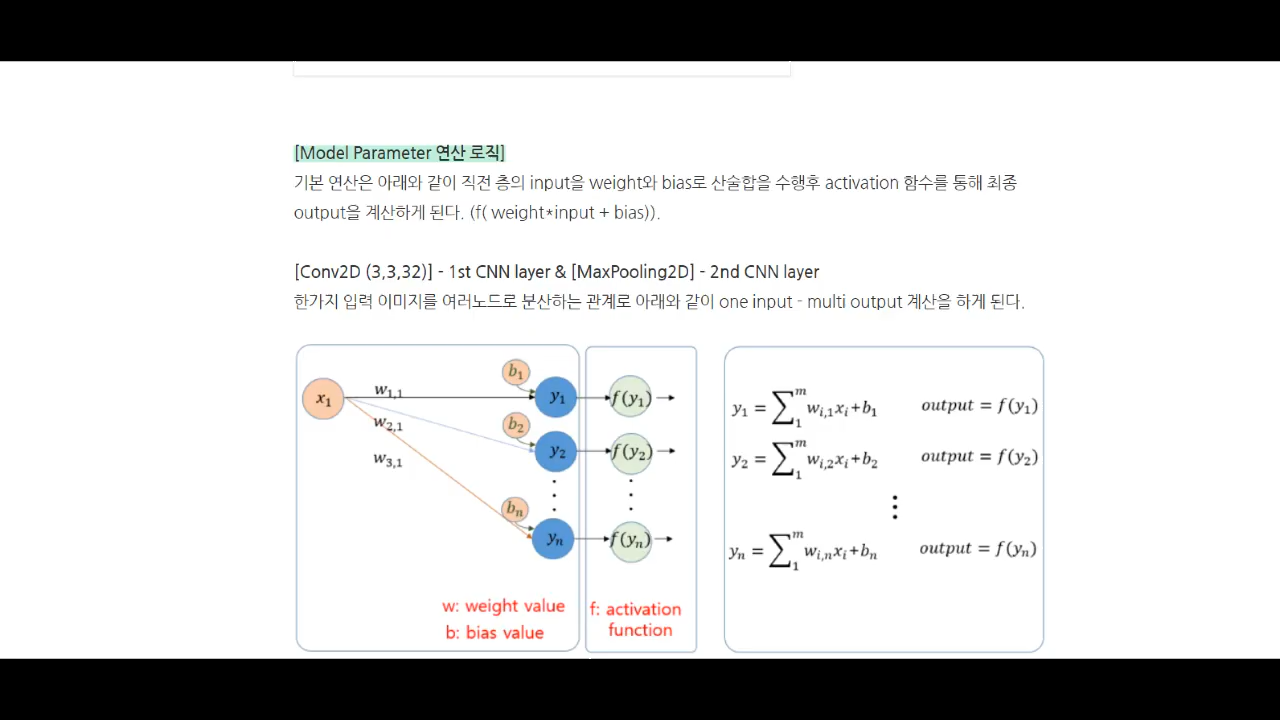 [Model Parameter 연산 로직]
기본 연산은 아래와 같이 직전 층의 input을 weight와 bias로 산술합을 수행후 activation 함수를 통해 최종
output을 계산하게 된다. (f( weight*input + bias)).
[Conv2D (3,3,32)] - 1st CNN layer & [MaxPooling2D] - 2nd CNN layer
한가지 입력 이미지를 여러노드로 분산하는 관계로 아래와 같이 one input - multi output 계산을 하게 된다.
x₁
w₁,₁
w₂,₁
w₃,₁
b₁
y₁
f(y₁)
b₂
y₂
f(y₂)
bₙ
yₙ
f(yₙ)
w: weight value
b: bias value
f: activation
function
y₁ = ∑₁ᵐ wᵢ,₁xᵢ+b₁ output = f(y₁)
y₂ = ∑₁ᵐ wᵢ,₂xᵢ+b₂ output = f(y₂)
yₙ = ∑₁ᵐ wᵢ,ₙxᵢ+bₙ output = f(yₙ)